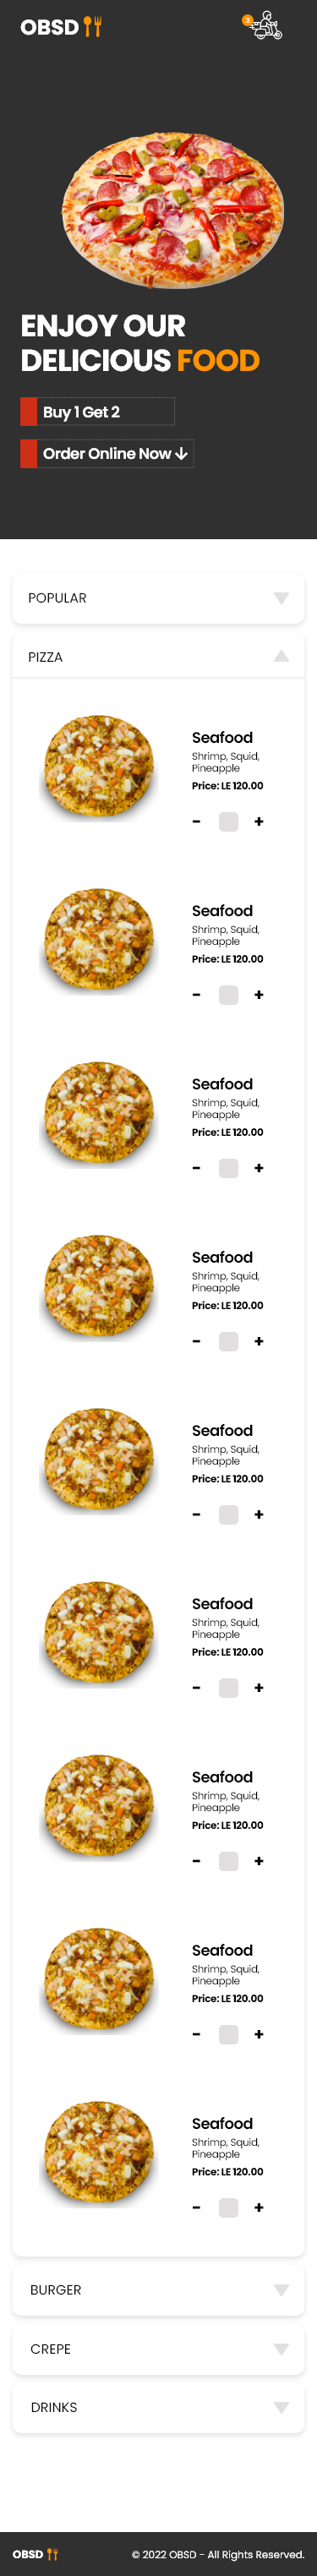 OBSD
3
ENJOY OUR
DELICIOUS FOOD
Buy 1 Get 2
Order Online Now ↓
POPULAR
PIZZA
Seafood
Shrimp, Squid,
Pineapple
Price: LE 120.00
- +
Seafood
Shrimp, Squid,
Pineapple
Price: LE 120.00
- +
Seafood
Shrimp, Squid,
Pineapple
Price: LE 120.00
- +
Seafood
Shrimp, Squid,
Pineapple
Price: LE 120.00
- +
Seafood
Shrimp, Squid,
Pineapple
Price: LE 120.00
- +
Seafood
Shrimp, Squid,
Pineapple
Price: LE 120.00
- +
Seafood
Shrimp, Squid,
Pineapple
Price: LE 120.00
- +
Seafood
Shrimp, Squid,
Pineapple
Price: LE 120.00
- +
Seafood
Shrimp, Squid,
Pineapple
Price: LE 120.00
- +
BURGER
CREPE
DRINKS
OBSD
© 2022 OBSD - All Rights Reserved.